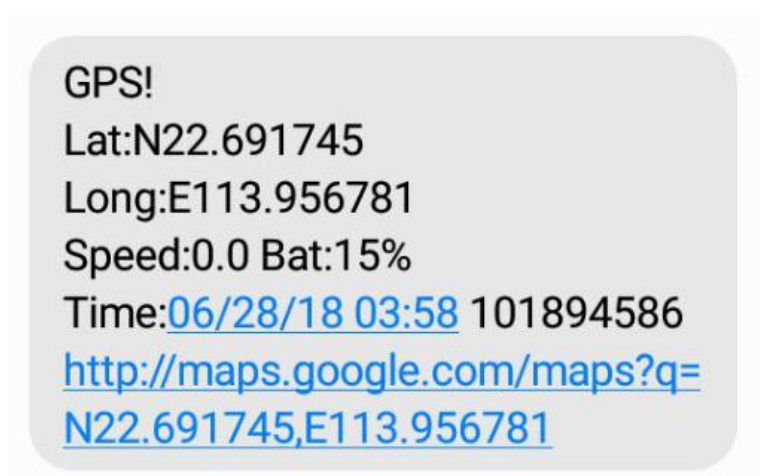 GPS!
Lat:N22.691745
Long:E113.956781
Speed:0.0 Bat:15%
Time:06/28/18 03:58 101894586
http://maps.google.com/maps?q=
N22.691745,E113.956781